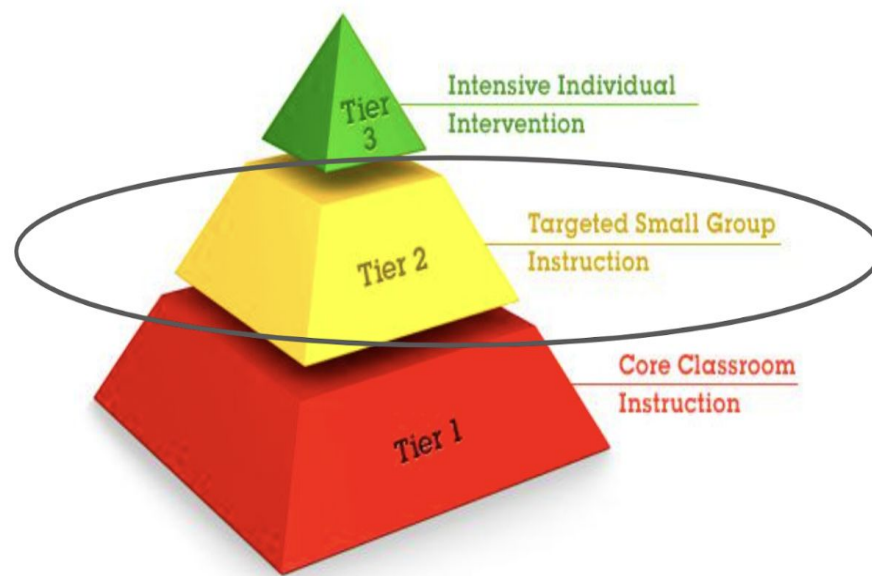 Tier
3
Intensive Individual
Intervention
Tier 2
Targeted Small Group
Instruction
Tier 1
Core Classroom
Instruction